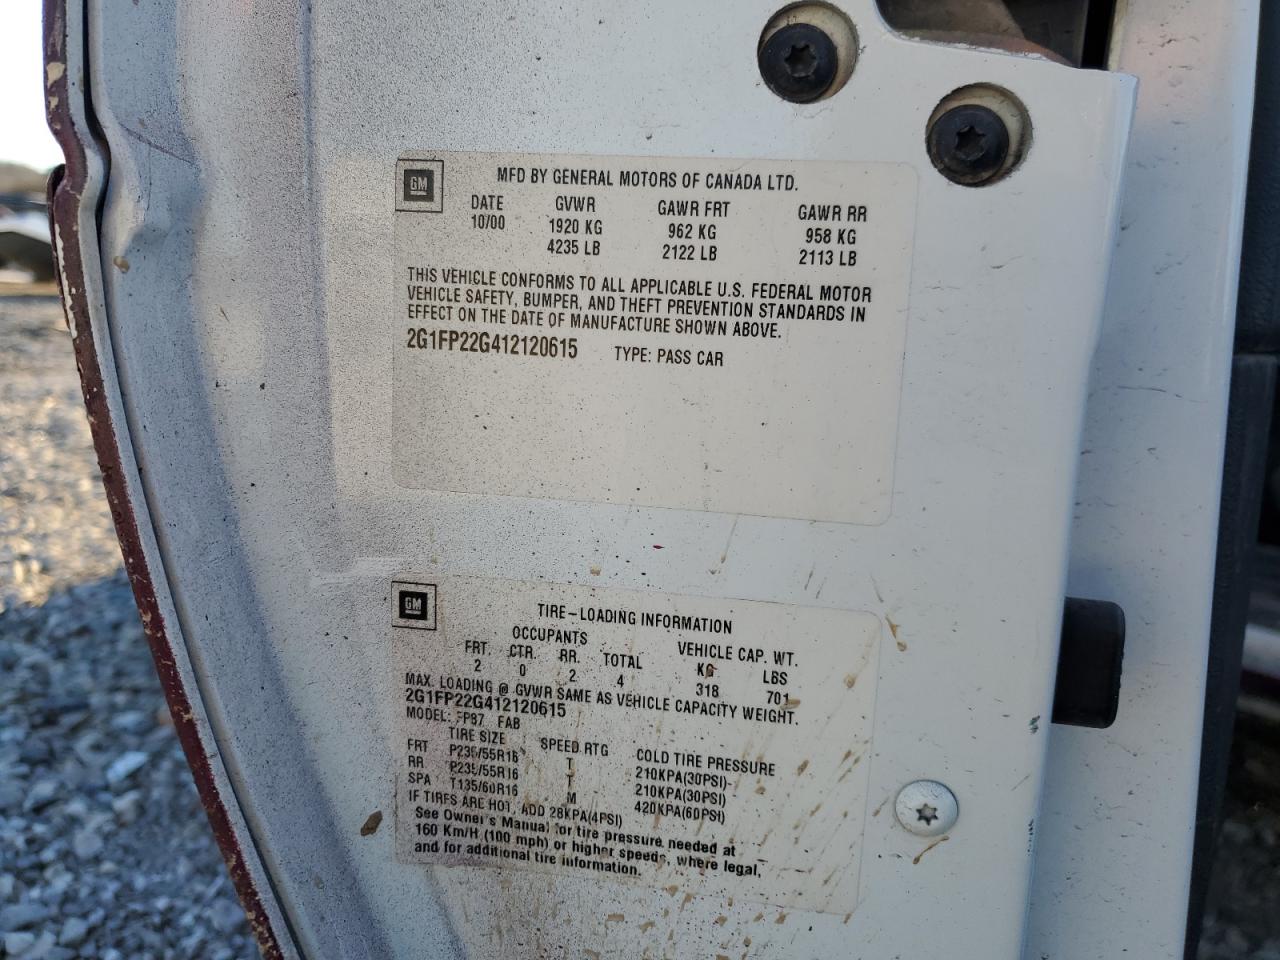 GM
MFD BY GENERAL MOTORS OF CANADA LTD.
DATE GVWR GAWR FRT GAWR RR
10/00 1920 KG 962 KG 958 KG
4235 LB 2122 LB 2113 LB
THIS VEHICLE CONFORMS TO ALL APPLICABLE U.S. FEDERAL MOTOR
VEHICLE SAFETY, BUMPER, AND THEFT PREVENTION STANDARDS IN
EFFECT ON THE DATE OF MANUFACTURE SHOWN ABOVE.
2G1FP22G412120615 TYPE: PASS CAR
GM
TIRE-LOADING INFORMATION
OCCUPANTS VEHICLE CAP. WT.
FRT. CTR. RR. TOTAL KG LBS
2 0 2 4 318 701
MAX. LOADING @ GVWR SAME AS VEHICLE CAPACITY WEIGHT.
2G1FP22G412120615
MODEL: FP87 FAB
TIRE SIZE SPEED RTG COLD TIRE PRESSURE
FRT P235/55R16 T 210KPA(30PSI)
RR P235/55R16 T 210KPA(30PSI)
SPA T135/60R16 M 420KPA(60PSI)
IF TIRES ARE HOT, ADD 28KPA(4PSI)
See Owner's Manual for tire pressure needed at
160 Km/H (100 mph) or higher speeds, where legal,
and for additional tire information.